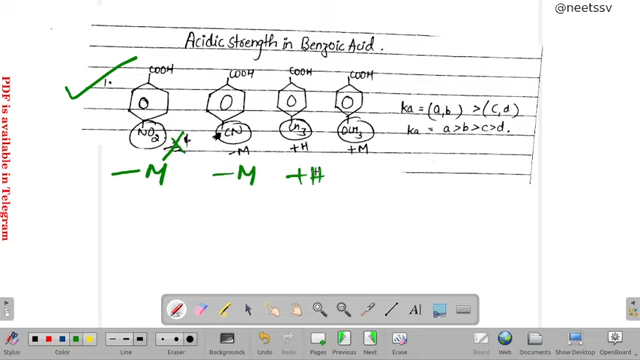 @neetssv
Acidic strength in Benzoic Acid.
1.
COOH COOH COOH COOH
NO2 CN CH3 OCH3
-M +H +M
Ka = (a,b) > (c,d)
Ka = a>b>c>d.
-M -M +H
PDF is available in Telegram
Stylus Color Line Eraser Backgrounds Undo Redo Pages Previous Next Erase Board Web Documents Show Desktop OpenBoard